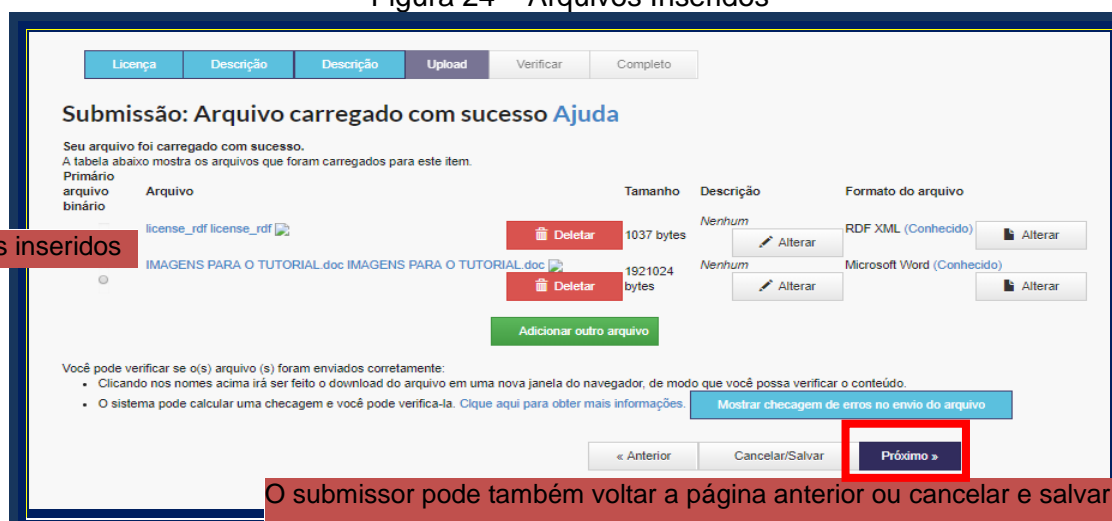 Figura 24 – Arquivos Inseridos
Licença Descrição Descrição Upload Verificar Completo
Submissão: Arquivo carregado com sucesso Ajuda
Seu arquivo foi carregado com sucesso.
A tabela abaixo mostra os arquivos que foram carregados para este item.
Primário
arquivo Arquivo Tamanho Descrição Formato do arquivo
binário
license_rdf license_rdf Deletar 1037 bytes Nenhum Alterar RDF XML (Conhecido) Alterar
s inseridos
IMAGENS PARA O TUTORIAL.doc IMAGENS PARA O TUTORIAL.doc Deletar 1921024 bytes Nenhum Alterar Microsoft Word (Conhecido) Alterar
Adicionar outro arquivo
Você pode verificar se o(s) arquivo (s) foram enviados corretamente:
• Clicando nos nomes acima irá ser feito o download do arquivo em uma nova janela do navegador, de modo que você possa verificar o conteúdo.
• O sistema pode calcular uma checagem e você pode verifica-la. Clque aqui para obter mais informações. Mostrar checagem de erros no envio do arquivo
« Anterior Cancelar/Salvar Próximo »
O submissor pode também voltar a página anterior ou cancelar e salvar